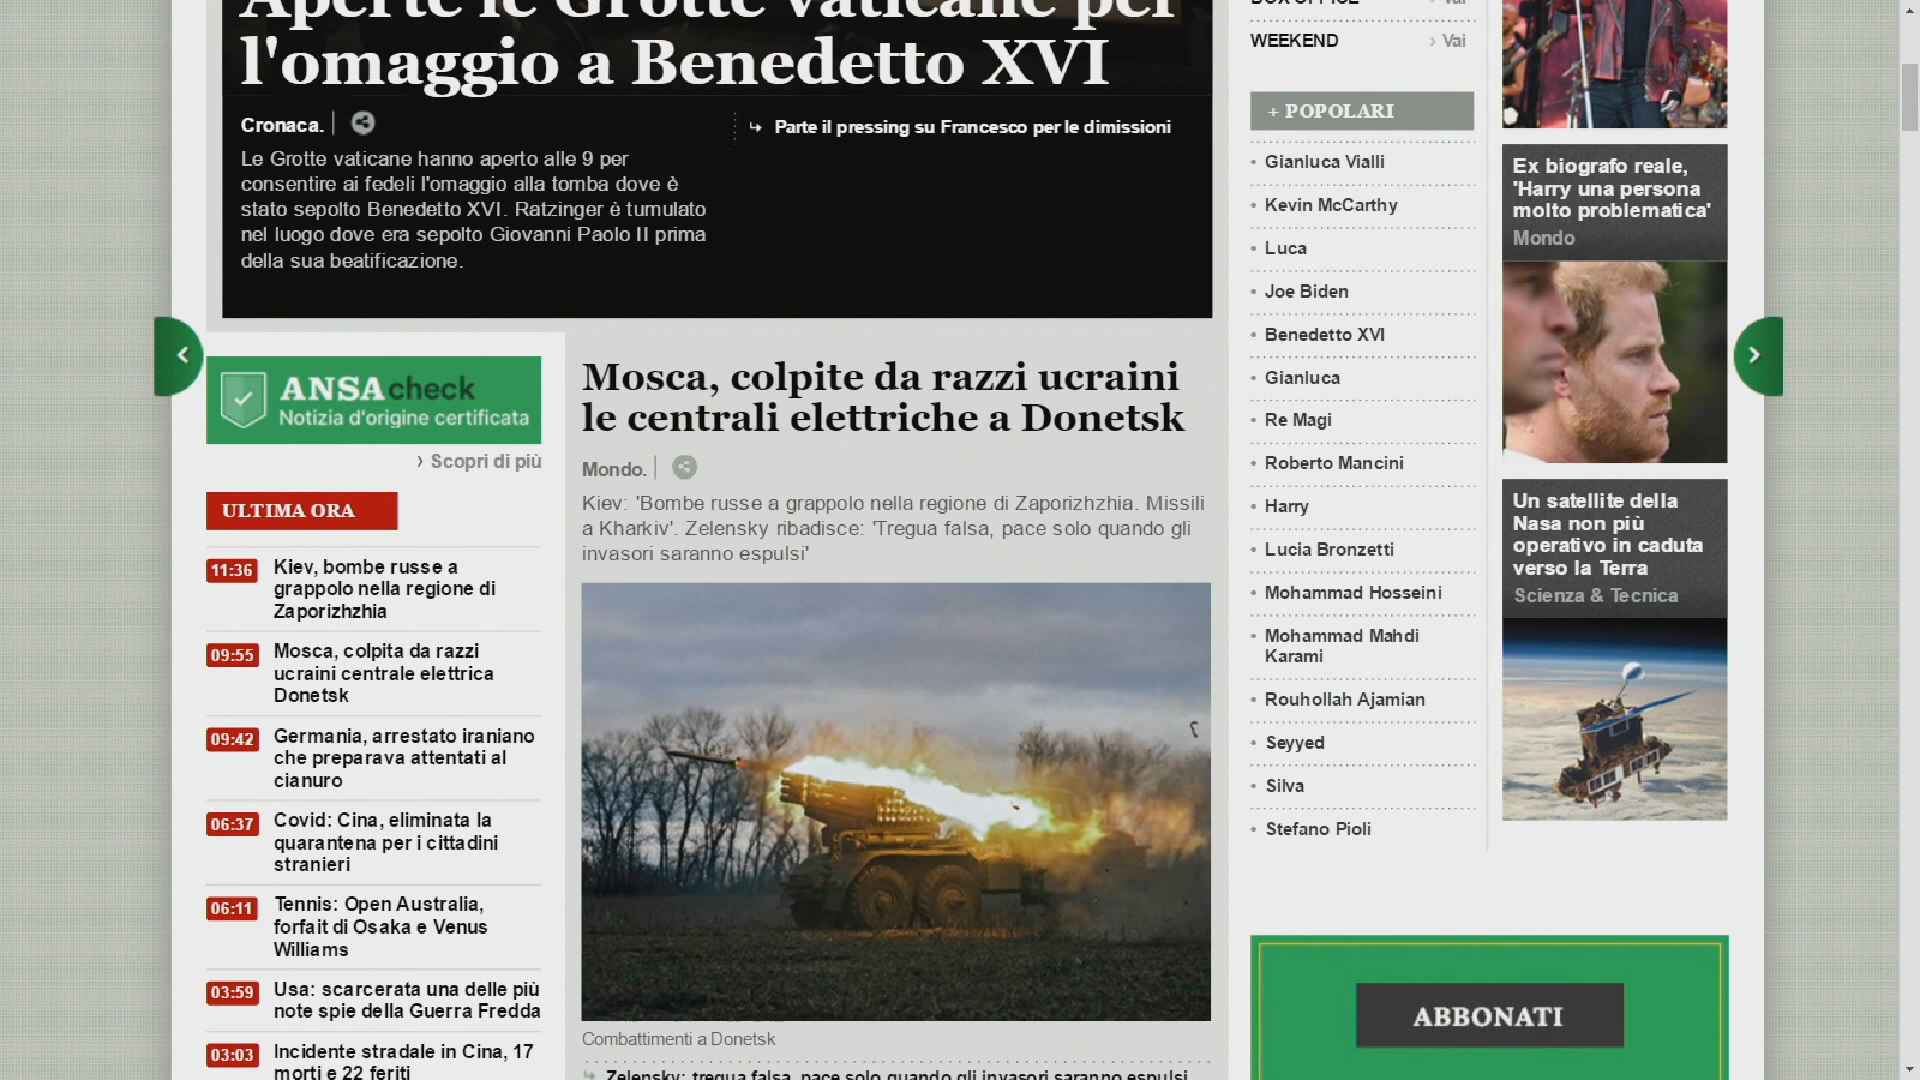 Aperte le Grotte vaticane per
l'omaggio a Benedetto XVI
Cronaca.
Le Grotte vaticane hanno aperto alle 9 per
consentire ai fedeli l'omaggio alla tomba dove è
stato sepolto Benedetto XVI. Ratzinger è tumulato
nel luogo dove era sepolto Giovanni Paolo II prima
della sua beatificazione.
Parte il pressing su Francesco per le dimissioni
ANSA check
Notizia d'origine certificata
Scopri di più
ULTIMA ORA
11:36 Kiev, bombe russe a
grappolo nella regione di
Zaporizhzhia
09:55 Mosca, colpita da razzi
ucraini centrale elettrica
Donetsk
09:42 Germania, arrestato iraniano
che preparava attentati al
cianuro
06:37 Covid: Cina, eliminata la
quarantena per i cittadini
stranieri
06:11 Tennis: Open Australia,
forfait di Osaka e Venus
Williams
03:59 Usa: scarcerata una delle più
note spie della Guerra Fredda
03:03 Incidente stradale in Cina, 17
morti e 22 feriti
Mosca, colpite da razzi ucraini
le centrali elettriche a Donetsk
Mondo.
Kiev: 'Bombe russe a grappolo nella regione di Zaporizhzhia. Missili
a Kharkiv'. Zelensky ribadisce: 'Tregua falsa, pace solo quando gli
invasori saranno espulsi'
Combattimenti a Donetsk
Zelensky: tregua falsa, pace solo quando gli invasori saranno espulsi
BOX OFFICE Vai
WEEKEND Vai
+ POPOLARI
Gianluca Vialli
Kevin McCarthy
Luca
Joe Biden
Benedetto XVI
Gianluca
Re Magi
Roberto Mancini
Harry
Lucia Bronzetti
Mohammad Hosseini
Mohammad Mahdi
Karami
Rouhollah Ajamian
Seyyed
Silva
Stefano Pioli
Ex biografo reale,
'Harry una persona
molto problematica'
Mondo
Un satellite della
Nasa non più
operativo in caduta
verso la Terra
Scienza & Tecnica
ABBONATI